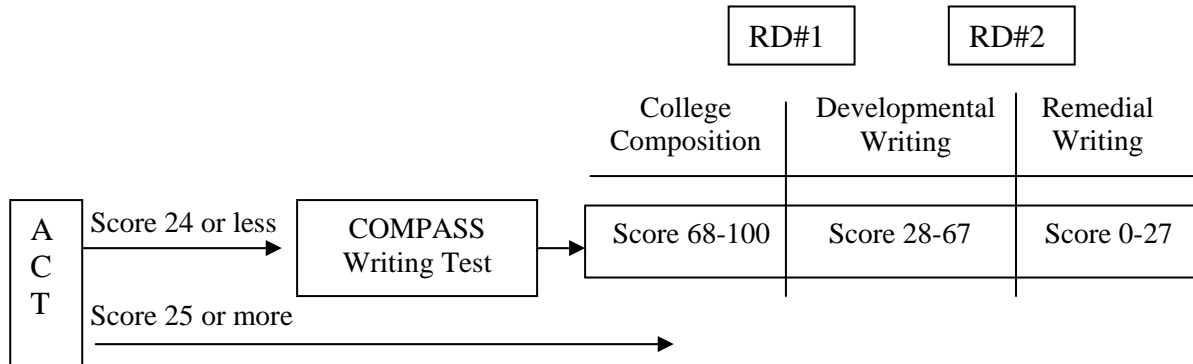 RD#1
RD#2
College
Composition
Developmental
Writing
Remedial
Writing
A
C
T
Score 24 or less
COMPASS
Writing Test
Score 68-100
Score 28-67
Score 0-27
Score 25 or more